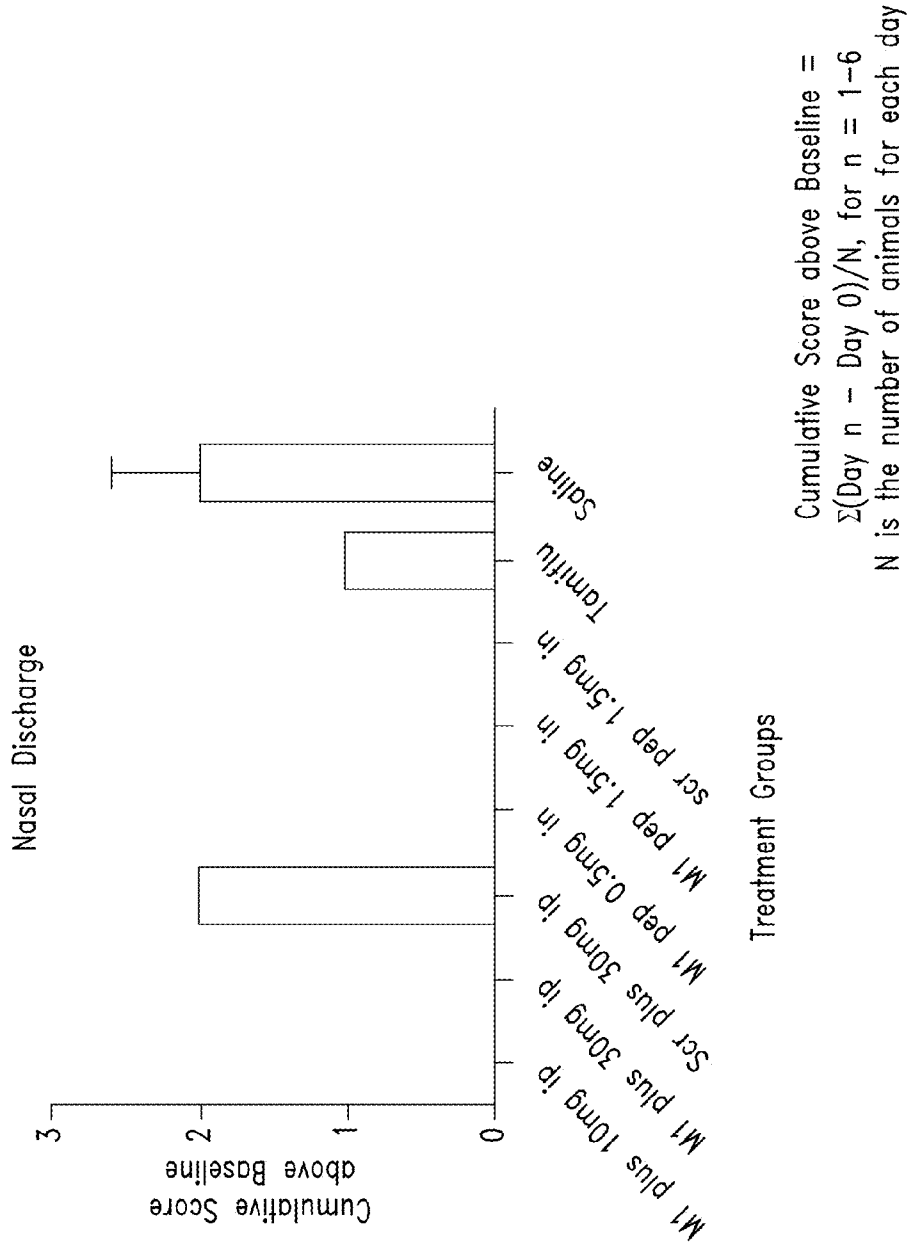 Nasal Discharge
Cumulative Score
above Baseline
3
2
1
0
M1 plus 10mg ip
M1 plus 30mg ip
Scr plus 30mg ip
M1 pep 0.5mg in
M1 pep 1.5mg in
scr pep 1.5mg in
Tamiflu
Saline
Treatment Groups
Cumulative Score above Baseline =
Σ(Day n – Day 0)/N, for n = 1–6
N is the number of animals for each day